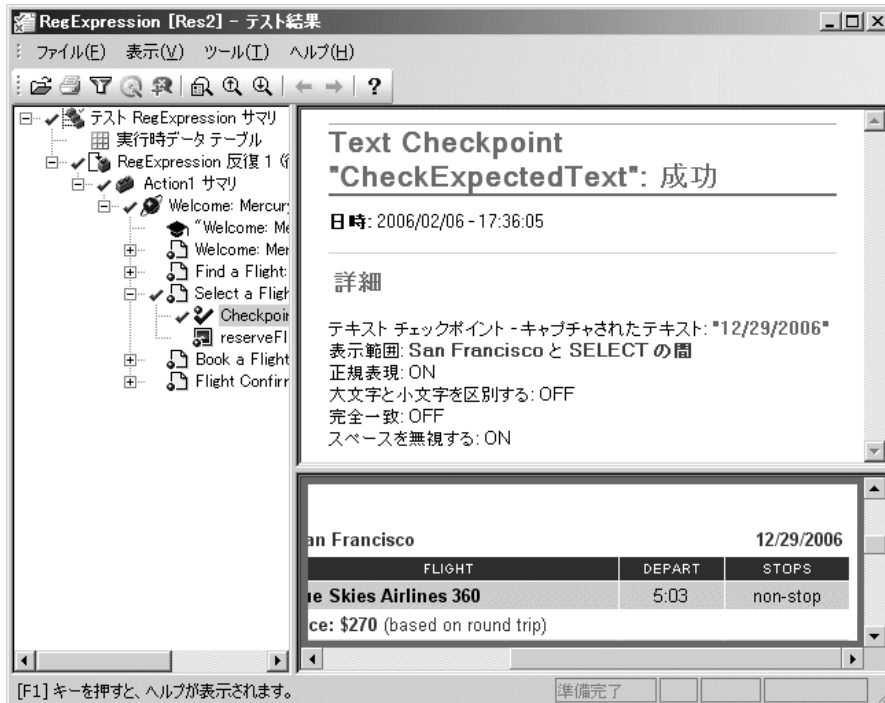 RegExpression [Res2] - テスト結果
ファイル(F) 表示(V) ツール(T) ヘルプ(H)
テスト RegExpression サマリ
実行時データ テーブル
RegExpression 反復 1
Action1 サマリ
Welcome: Mercur
"Welcome: Me
Welcome: Mer
Find a Flight:
Select a Fligh
Checkpoin
reserveFl
Book a Flight
Flight Confirr
Text Checkpoint
"CheckExpectedText": 成功
日時: 2006/02/06 - 17:36:05
詳細
テキスト チェックポイント - キャプチャされたテキスト: "12/29/2006"
表示範囲: San Francisco と SELECT の間
正規表現: ON
大文字と小文字を区別する: OFF
完全一致: OFF
スペースを無視する: ON
an Francisco 12/29/2006
FLIGHT DEPART STOPS
ue Skies Airlines 360 5:03 non-stop
ce: $270 (based on round trip)
[F1] キーを押すと、ヘルプが表示されます。 準備完了